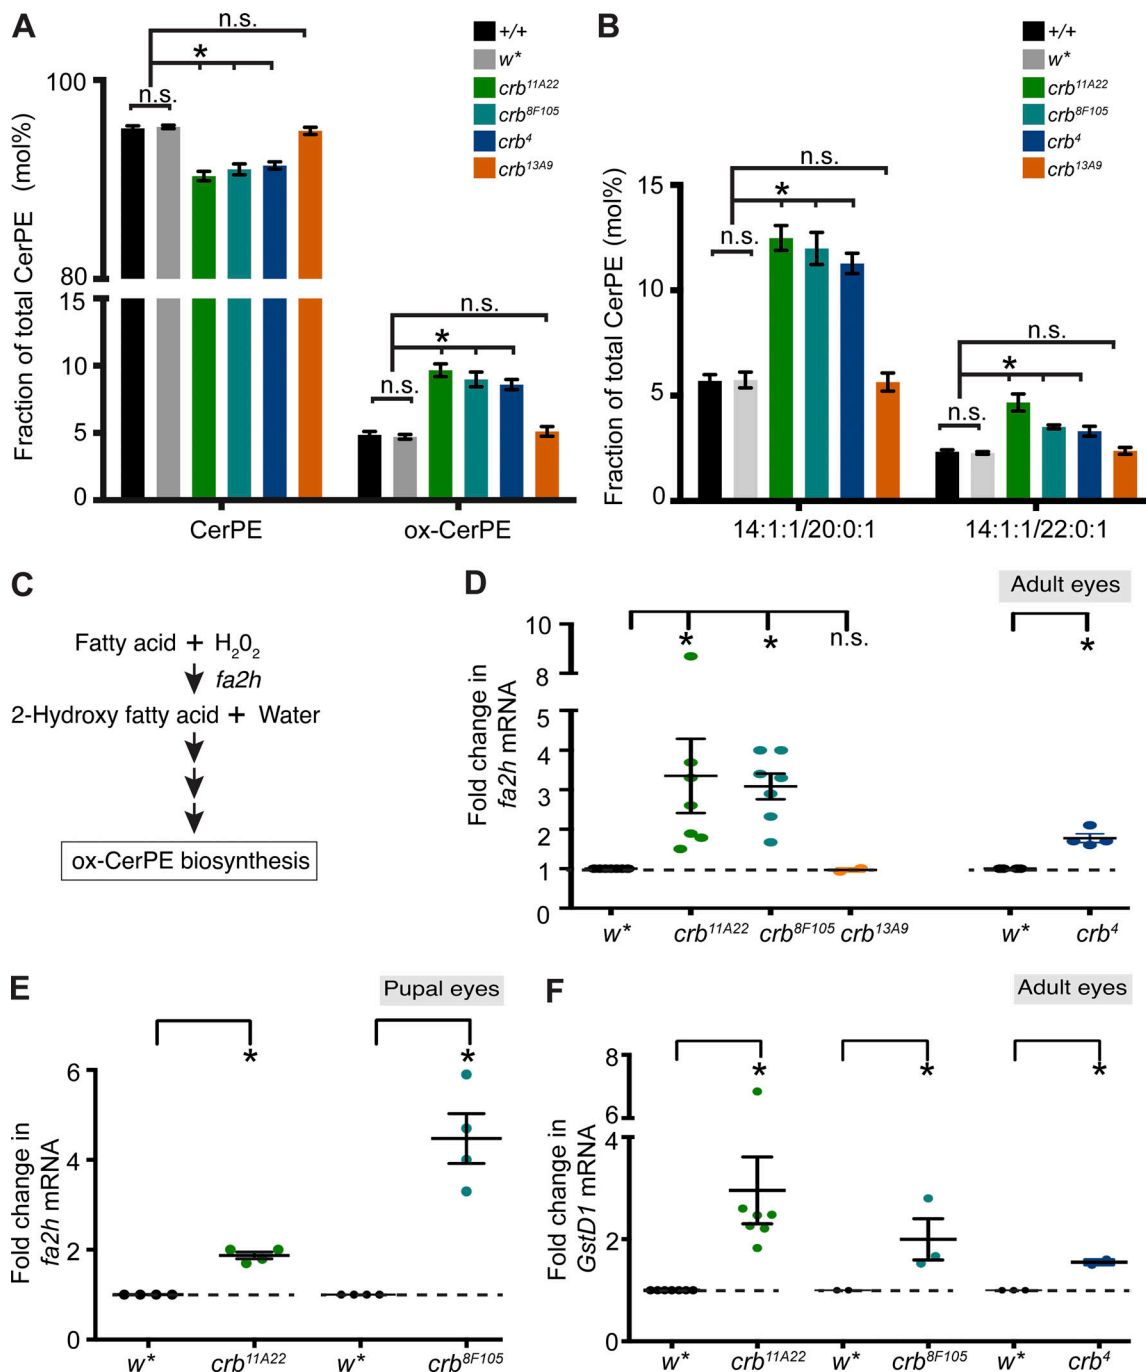 A
+/+
w*
crb11A22
crb8F105
crb4
crb13A9
n.s.
*
n.s.
n.s.
*
n.s.
Fraction of total CerPE (mol%)
100
80
15
10
5
0
CerPE
ox-CerPE
B
+/+
w*
crb11A22
crb8F105
crb4
crb13A9
n.s.
*
n.s.
n.s.
*
n.s.
Fraction of total CerPE (mol%)
15
10
5
0
14:1:1/20:0:1
14:1:1/22:0:1
C
Fatty acid + H202
fa2h
2-Hydroxy fatty acid + Water
ox-CerPE biosynthesis
D
Adult eyes
* * n.s. *
Fold change in
fa2h mRNA
10
8
5
4
3
2
1
0
w* crb11A22 crb8F105 crb13A9 w* crb4
E
Pupal eyes
* *
Fold change in
fa2h mRNA
6
4
2
0
w* crb11A22 w* crb8F105
F
Adult eyes
* * *
Fold change in
GstD1 mRNA
8
6
4
2
0
w* crb11A22 w* crb8F105 w* crb4